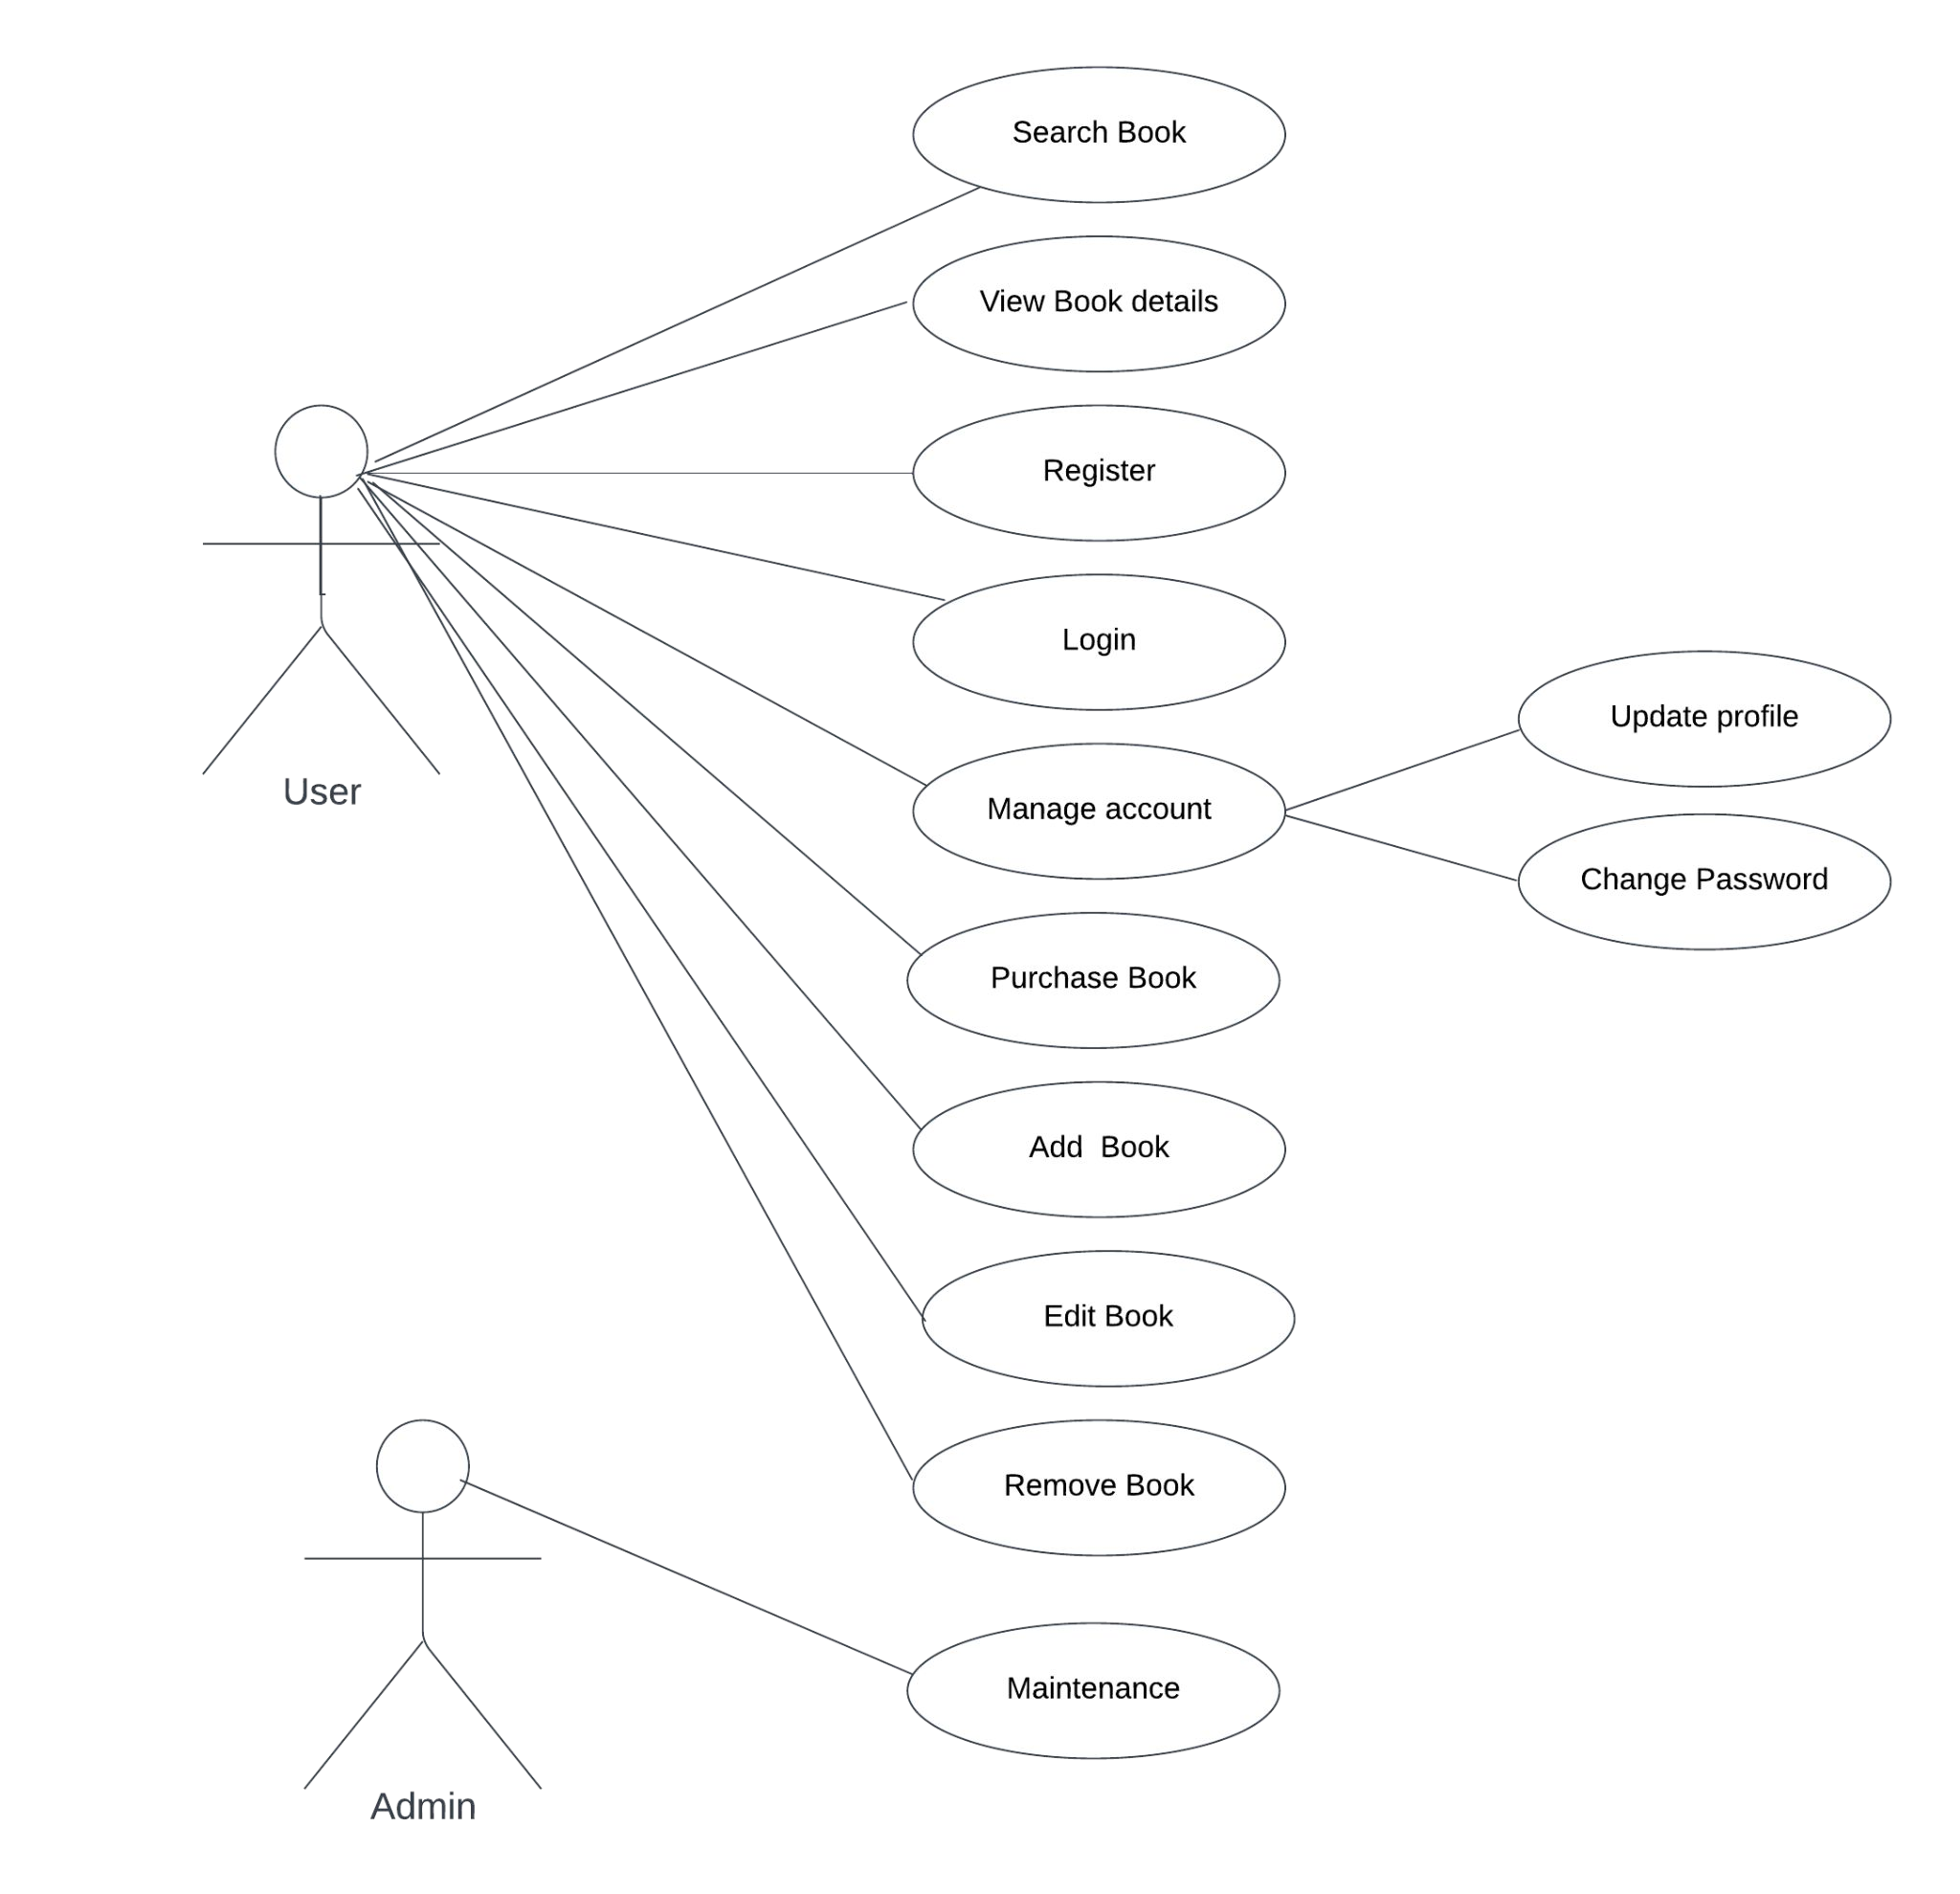 Search Book
View Book details
Register
Login
Update profile
User
Manage account
Change Password
Purchase Book
Add  Book
Edit Book
Remove Book
Maintenance
Admin